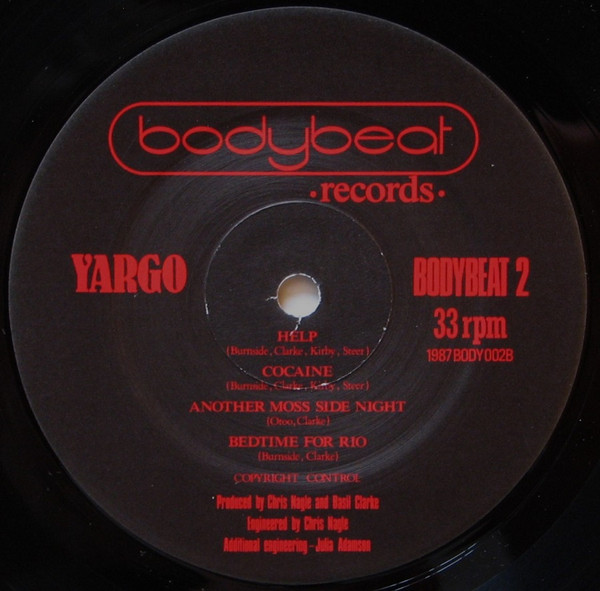 bodybeat
·records·
YARGO
BODYBEAT 2
33 rpm
1987 BODY 002B
HELP
(Burnside, Clarke, Kirby, Steer)
COCAINE
(Burnside, Clarke, Kirby, Steer)
ANOTHER MOSS SIDE NIGHT
(Otoo, Clarke)
BEDTIME FOR RIO
(Burnside, Clarke)
COPYRIGHT CONTROL
Produced by Chris Nagle and Basil Clarke
Engineered by Chris Nagle
Additional engineering – Julia Adamson